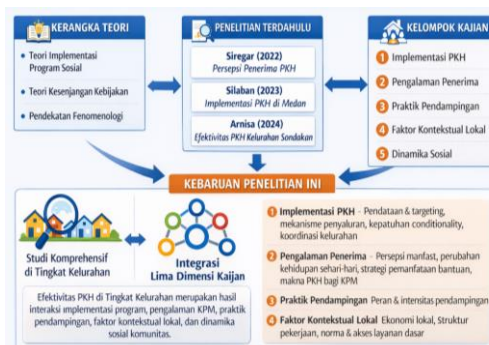 KERANGKA TEORI
• Teori Implementasi
Program Sosial
• Teori Kesenjangan Kebijakan
• Pendekatan Fenomenologi
PENELITIAN TERDAHULU
Siregar (2022)
Persepsi Penerima PKH
Silaban (2023)
Implementasi PKH di Medan
Arnisa (2024)
Efektivitas PKH Kelurahan Sondakan
KELOMPOK KAJIAN
1 Implementasi PKH
2 Pengalaman Penerima
3 Praktik Pendampingan
4 Faktor Kontekstual Lokal
5 Dinamika Sosial
KEBARUAN PENELITIAN INI
Studi Komprehensif
di Tingkat Kelurahan
Integrasi
Lima Dimensi Kaijan
Efektivitas PKH di Tingkat Kelurahan merupakan hasil
interaksi implementasi program, pengalaman KPM, praktik
pendampingan, faktor kontekstual lokal, dan dinamika
sosial komunitas.
1 Implementasi PKH - Pendataan & targeting,
mekanisme penyaluran, kepatuhan conditionality,
koordinasi kelurahan
2 Pengalaman Penerima - Persepsi manfast, perubahan
kehidupan sehari-hari, strategi pemanfaatan bantuan,
makna PKH bagi KPM
3 Praktik Pendampingan Peran & intensitas pendampingan
4 Faktor Kontekstual Lokal Ekonomi lokal, Struktur
pekerjaan, norma & akses layanan dasar